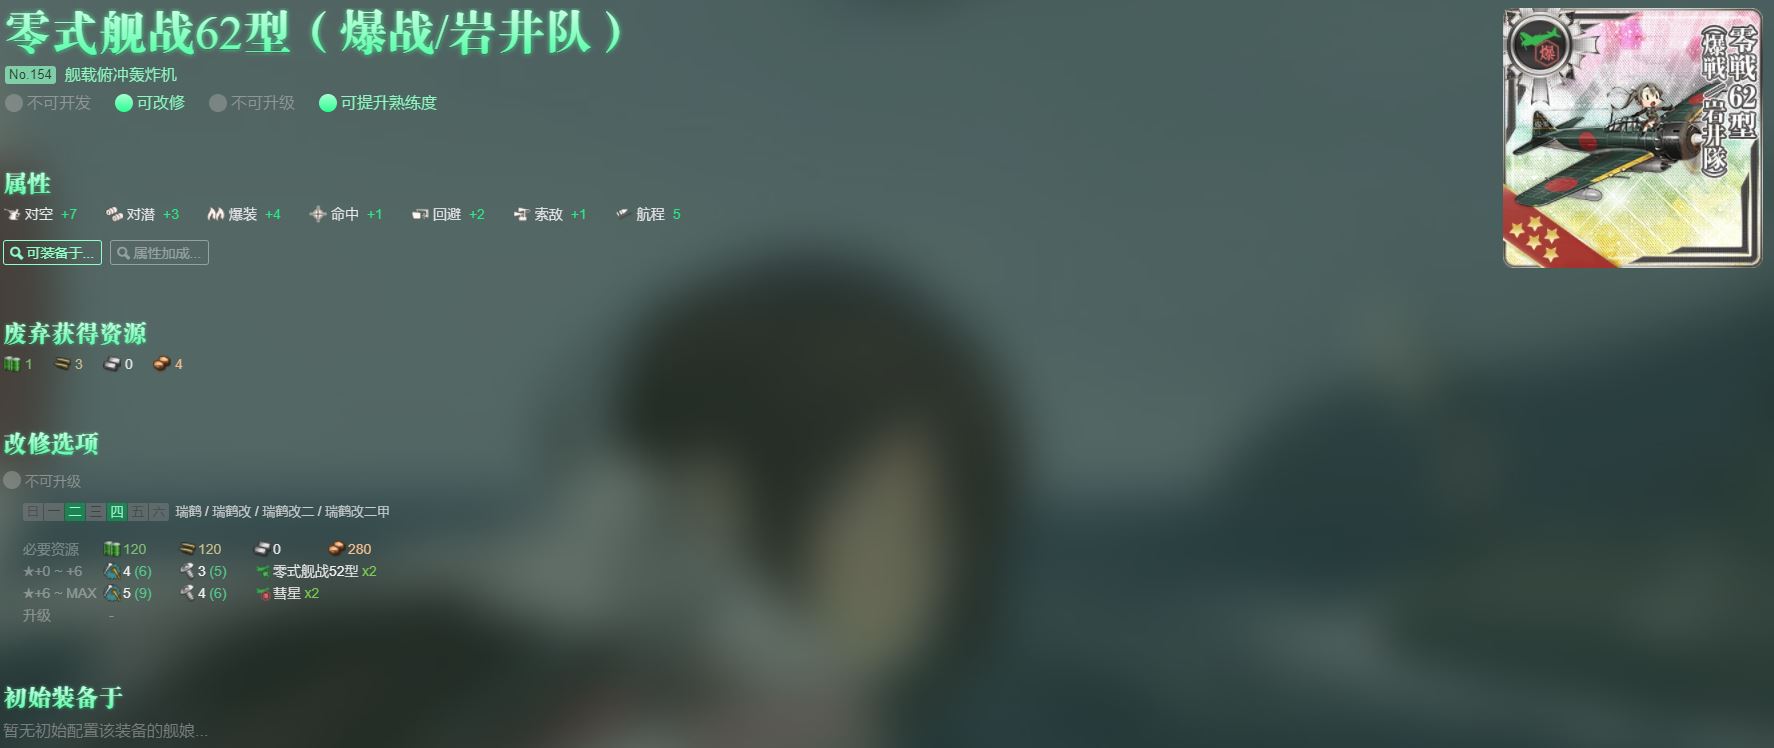 零式舰战62型（爆战/岩井队）
No.154 舰载俯冲轰炸机
不可开发 可改修 不可升级 可提升熟练度
零戦62型
（爆戦／岩井隊）
爆
属性
对空 +7 对潜 +3 爆装 +4 命中 +1 回避 +2 索敌 +1 航程 5
可装备于... 属性加成...
废弃获得资源
1 3 0 4
改修选项
不可升级
日 一 二 三 四 五 六 瑞鹤 / 瑞鹤改 / 瑞鹤改二 / 瑞鹤改二甲
必要资源 120 120 0 280
★+0 ~ +6 4 (6) 3 (5) 零式舰战52型 x2
★+6 ~ MAX 5 (9) 4 (6) 彗星 x2
升级 -
初始装备于
暂无初始配置该装备的舰娘...